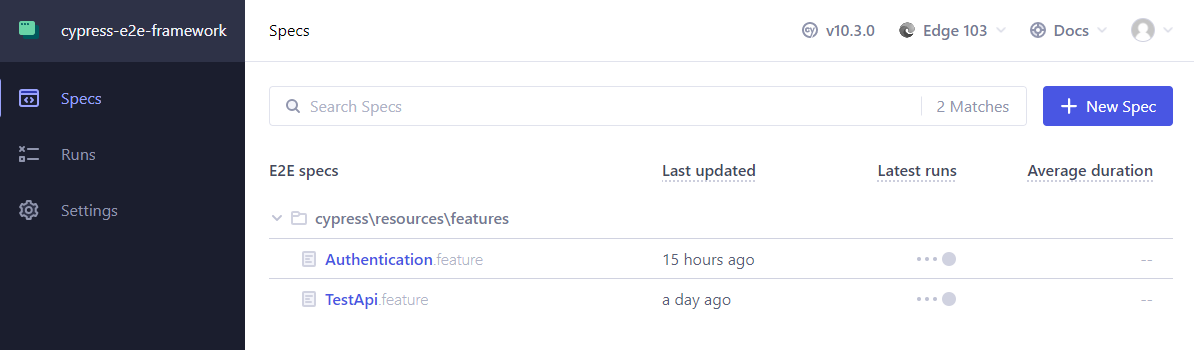 cypress-e2e-framework
Specs
v10.3.0
Edge 103
Docs
Specs
Runs
Settings
Search Specs
2 Matches
New Spec
E2E specs
Last updated
Latest runs
Average duration
cypress\resources\features
Authentication.feature
15 hours ago
--
TestApi.feature
a day ago
--